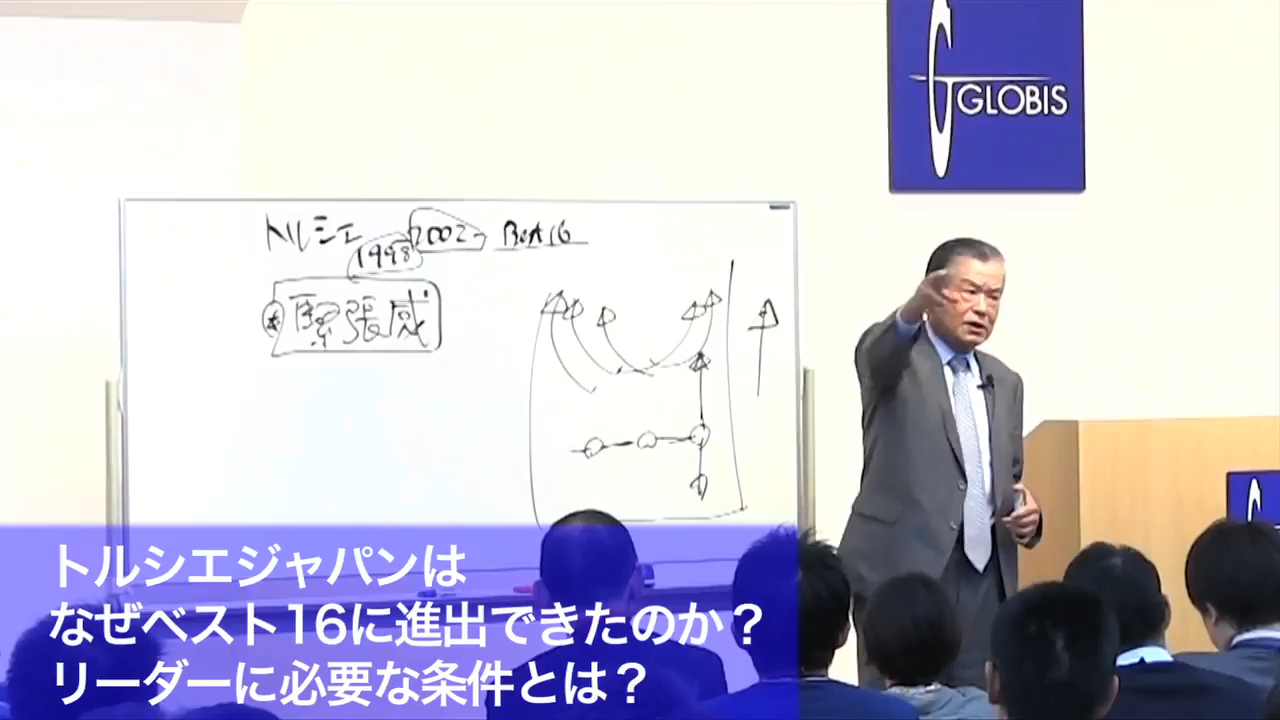 GLOBIS
トルシエ
1998
2002
Best 16
緊張感
トルシエジャパンは
なぜベスト16に進出できたのか？
リーダーに必要な条件とは？